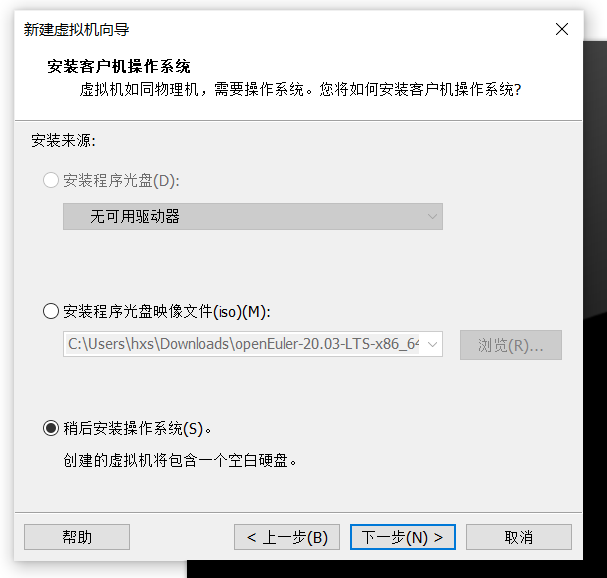 新建虚拟机向导
安装客户机操作系统
虚拟机如同物理机，需要操作系统。您将如何安装客户机操作系统?
安装来源:
安装程序光盘(D):
无可用驱动器
安装程序光盘映像文件(iso)(M):
C:\Users\hxs\Downloads\openEuler-20.03-LTS-x86_64
浏览(R)...
稍后安装操作系统(S)。
创建的虚拟机将包含一个空白硬盘。
帮助
< 上一步(B)
下一步(N) >
取消